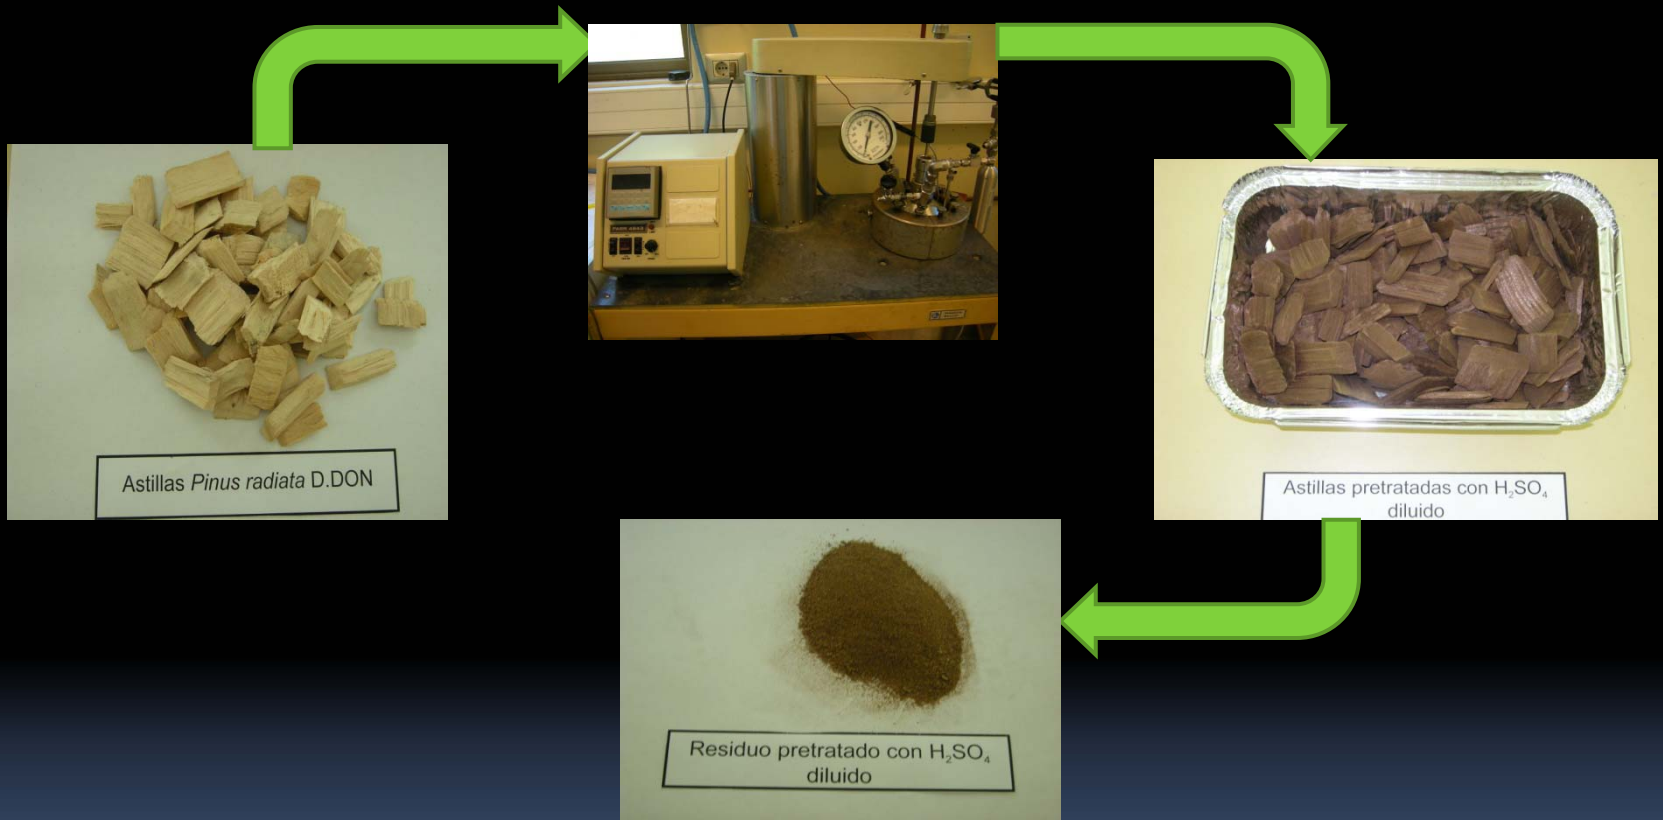 Astillas Pinus radiata D.DON
Astillas pretratadas con H₂SO₄
diluido
Residuo pretratado con H₂SO₄
diluido